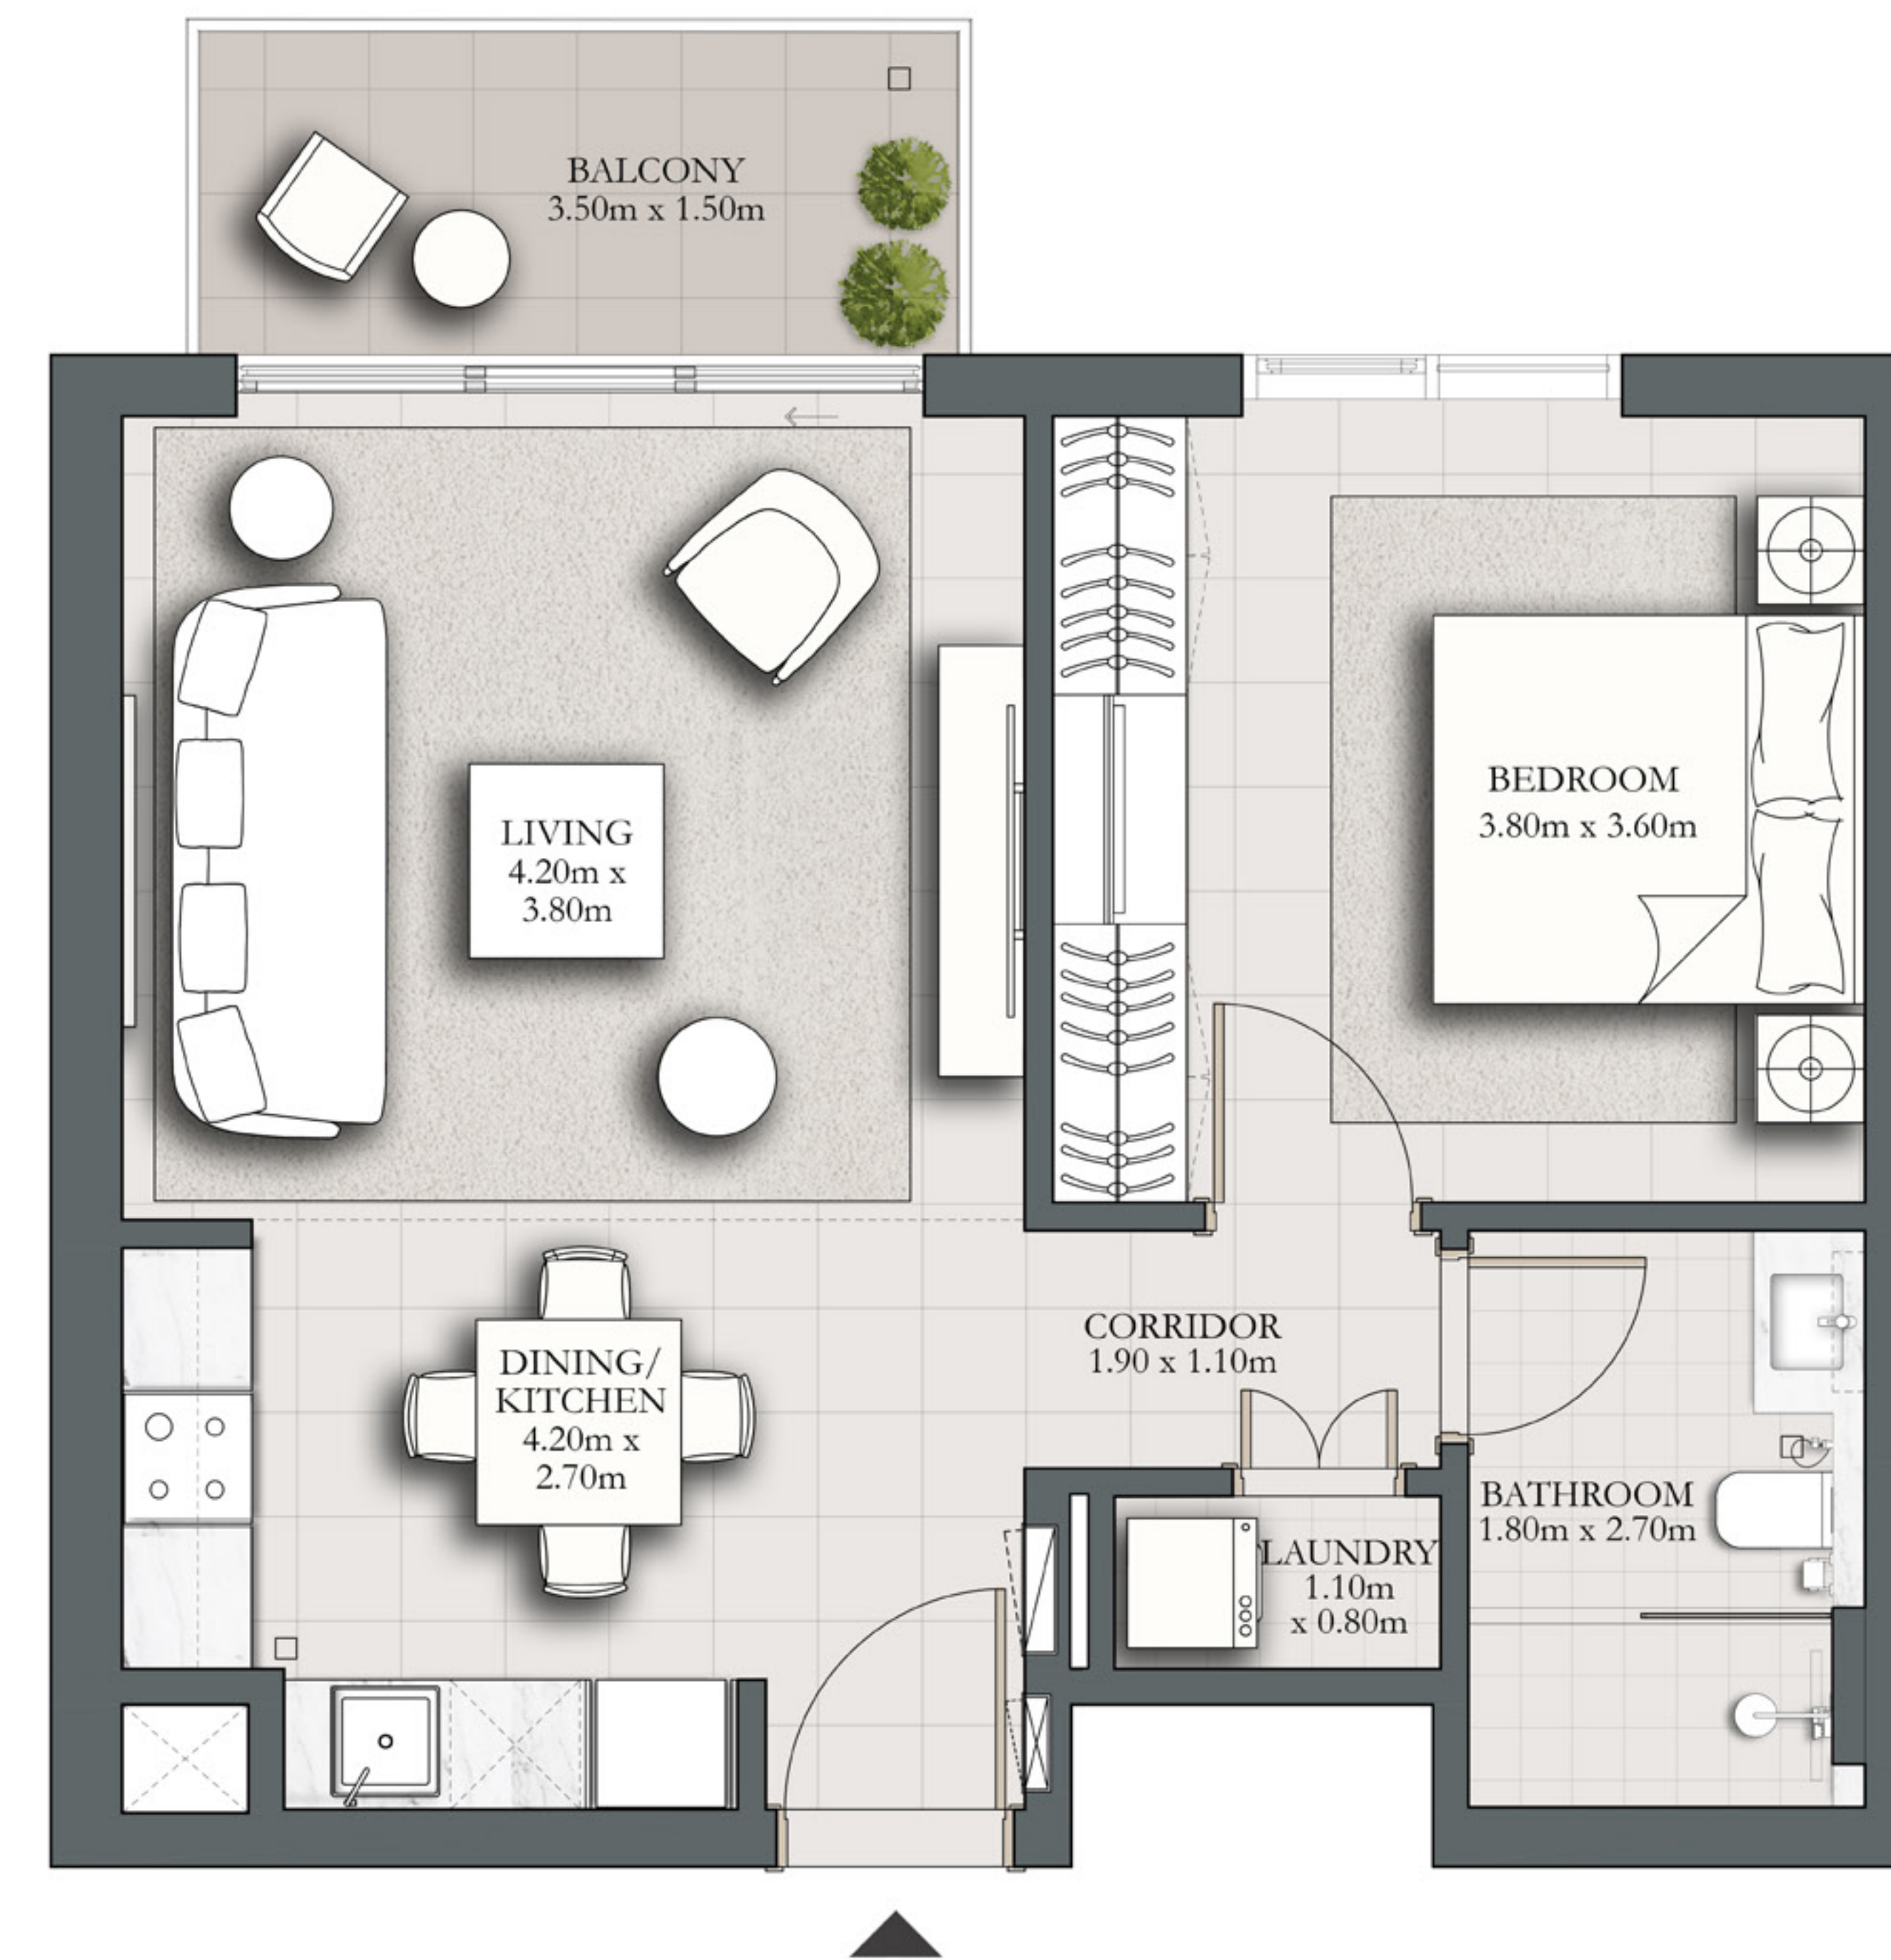 BALCONY
3.50m x 1.50m
LIVING
4.20m x
3.80m
BEDROOM
3.80m x 3.60m
DINING/
KITCHEN
4.20m x
2.70m
CORRIDOR
1.90 x 1.10m
LAUNDRY
1.10m
x 0.80m
BATHROOM
1.80m x 2.70m